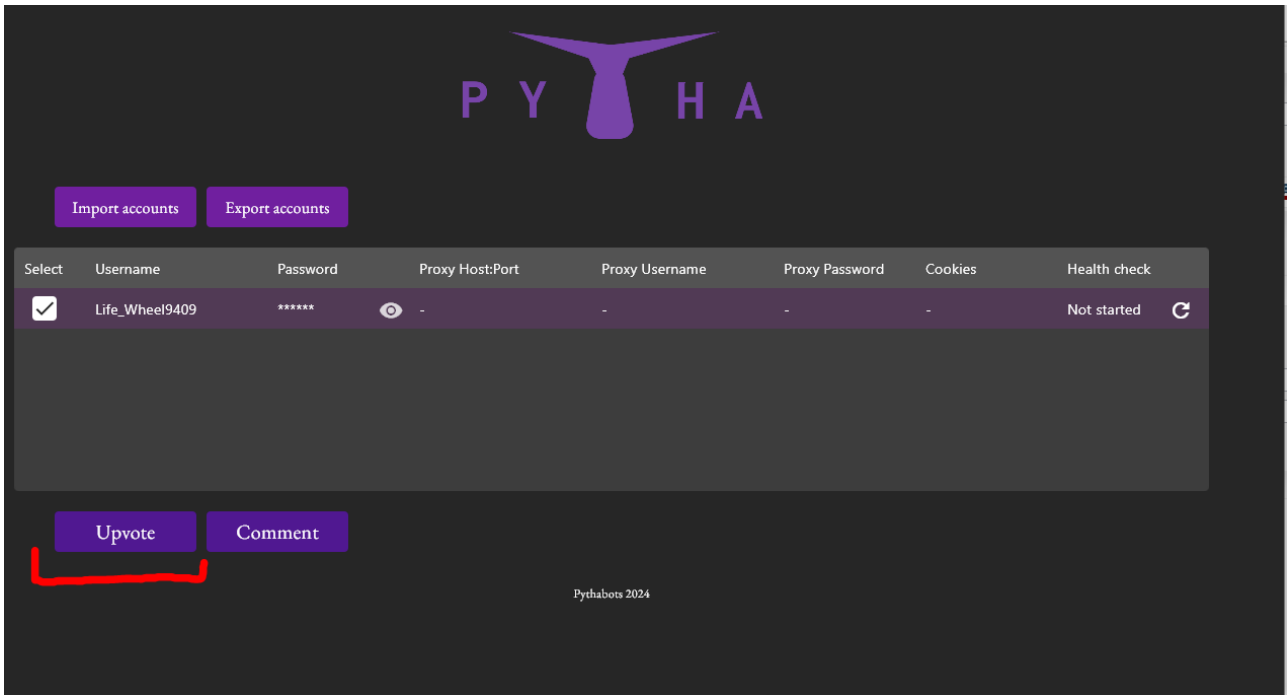 PYTHA
Import accounts Export accounts
Select Username Password Proxy Host:Port Proxy Username Proxy Password Cookies Health check
Life_Wheel9409 ****** - - - - Not started
Upvote Comment
Pythabots 2024